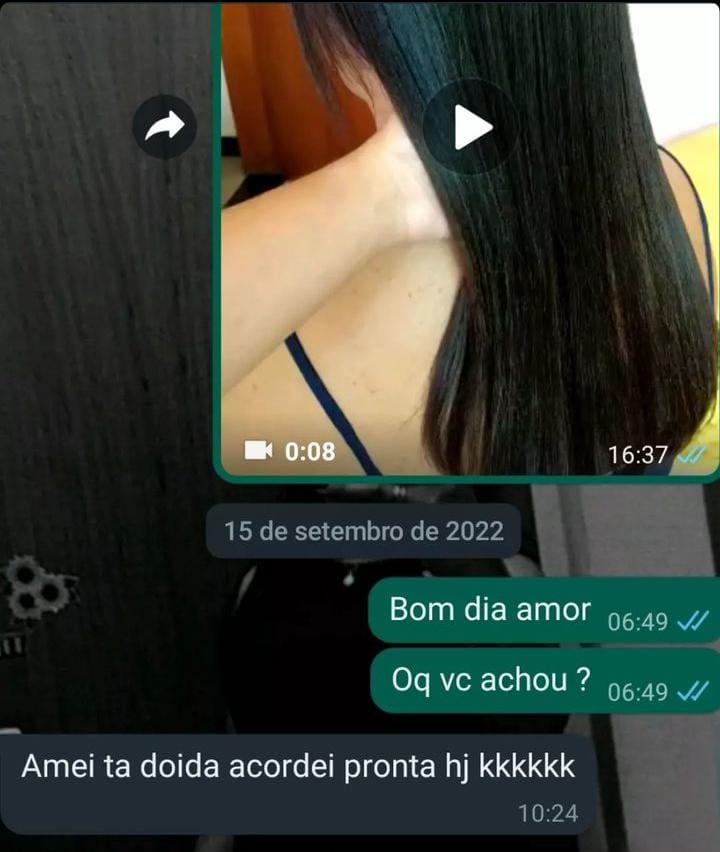 0:08
16:37
15 de setembro de 2022
Bom dia amor 06:49
Oq vc achou ? 06:49
Amei ta doida acordei pronta hj kkkkkk
10:24